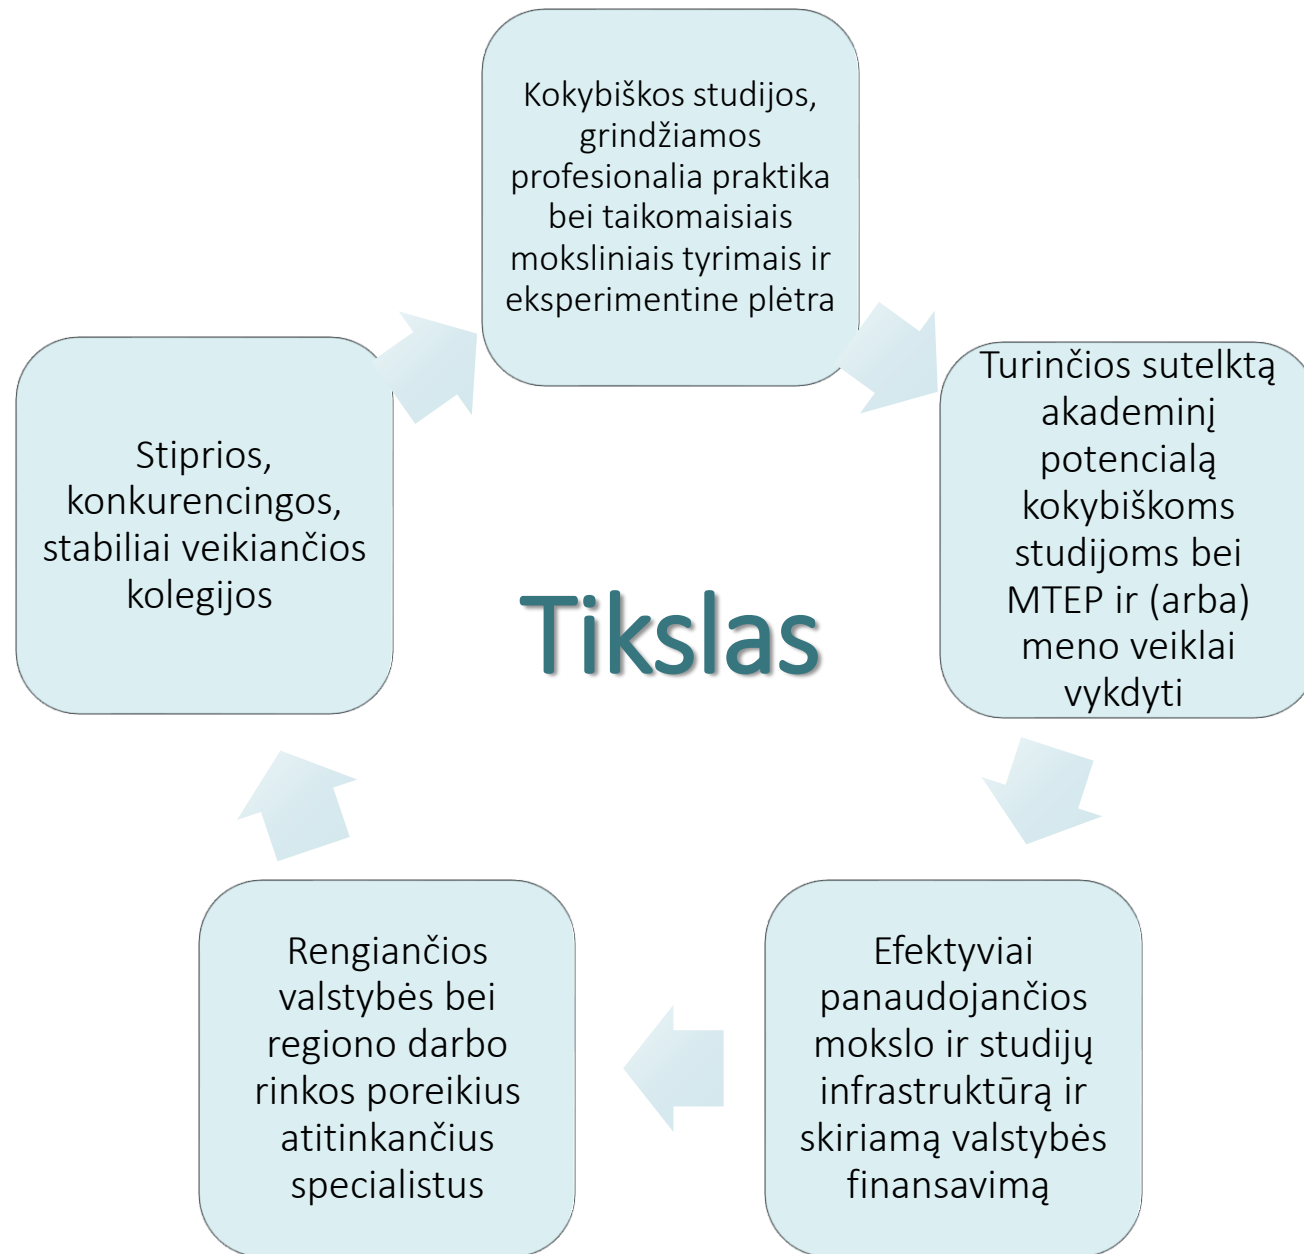 Kokybiškos studijos,
grindžiamos
profesionalia praktika
bei taikomaisiais
moksliniais tyrimais ir
eksperimentine plėtra
Turinčios sutelktą
akademinį
potencialą
kokybiškoms
studijoms bei
MTEP ir (arba)
meno veiklai
vykdyti
Efektyviai
panaudojančios
mokslo ir studijų
infrastruktūrą ir
skiriamą valstybės
finansavimą
Rengiančios
valstybės bei
regiono darbo
rinkos poreikius
atitinkančius
specialistus
Stiprios,
konkurencingos,
stabiliai veikiančios
kolegijos
Tikslas